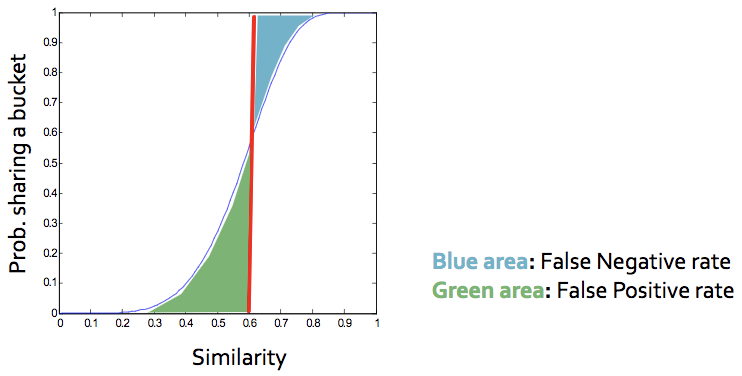 Prob. sharing a bucket
1
0.9
0.8
0.7
0.6
0.5
0.4
0.3
0.2
0.1
0
0 0.1 0.2 0.3 0.4 0.5 0.6 0.7 0.8 0.9 1
Similarity
Blue area: False Negative rate
Green area: False Positive rate